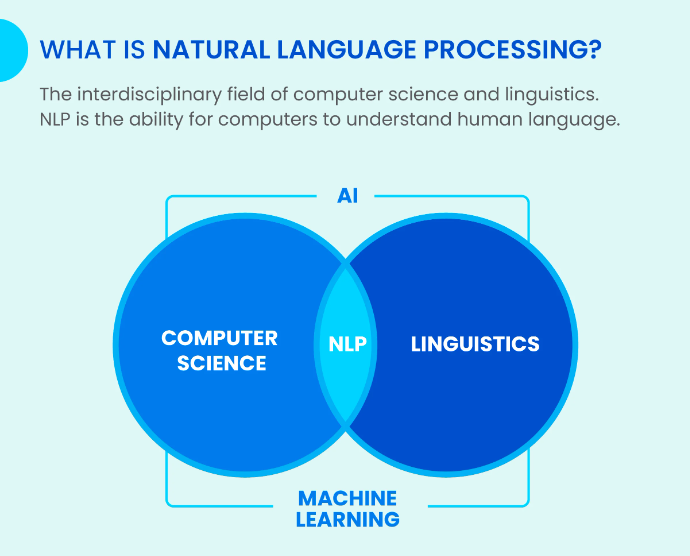 WHAT IS NATURAL LANGUAGE PROCESSING?
The interdisciplinary field of computer science and linguistics.
NLP is the ability for computers to understand human language.
AI
COMPUTER
SCIENCE
NLP
LINGUISTICS
MACHINE
LEARNING